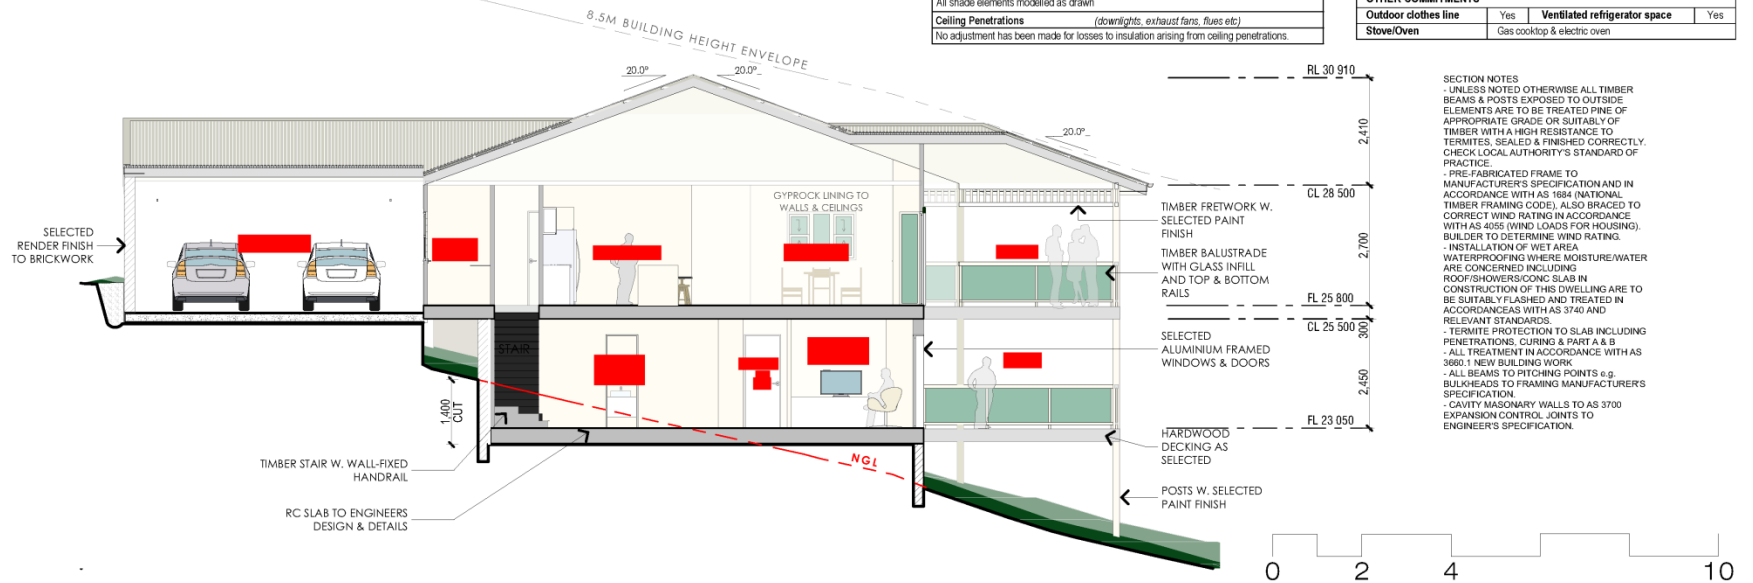 All shade elements modelled as drawn
Ceiling Penetrations (downlights, exhaust fans, flues etc)
No adjustment has been made for losses to insulation arising from ceiling penetrations.
OTHER COMMITMENTS
Outdoor clothes line Yes Ventilated refrigerator space Yes
Stove/Oven Gas cooktop & electric oven
8.5M BUILDING HEIGHT ENVELOPE
20.0°
20.0°
20.0°
GYPROCK LINING TO
WALLS & CEILINGS
SELECTED
RENDER FINISH
TO BRICKWORK
STAIR
1,400
CUT
NGL
TIMBER STAIR W. WALL-FIXED
HANDRAIL
RC SLAB TO ENGINEERS
DESIGN & DETAILS
TIMBER FRETWORK W.
SELECTED PAINT
FINISH
TIMBER BALUSTRADE
WITH GLASS INFILL
AND TOP & BOTTOM
RAILS
SELECTED
ALUMINIUM FRAMED
WINDOWS & DOORS
HARDWOOD
DECKING AS
SELECTED
POSTS W. SELECTED
PAINT FINISH
RL 30 910
2,410
CL 28 500
2,700
FL 25 800
300
CL 25 500
2,450
FL 23 050
SECTION NOTES
- UNLESS NOTED OTHERWISE ALL TIMBER
BEAMS & POSTS EXPOSED TO OUTSIDE
ELEMENTS ARE TO BE TREATED PINE OF
APPROPRIATE GRADE OR SUITABLY OF
TIMBER WITH A HIGH RESISTANCE TO
TERMITES, SEALED & FINISHED CORRECTLY.
CHECK LOCAL AUTHORITY'S STANDARD OF
PRACTICE.
- PRE-FABRICATED FRAME TO
MANUFACTURER'S SPECIFICATION AND IN
ACCORDANCE WITH AS 1684 (NATIONAL
TIMBER FRAMING CODE), ALSO BRACED TO
CORRECT WIND RATING IN ACCORDANCE
WITH AS 4055 (WIND LOADS FOR HOUSING).
BUILDER TO DETERMINE WIND RATING.
- INSTALLATION OF WET AREA
WATERPROOFING WHERE MOISTURE/WATER
ARE CONCERNED INCLUDING
ROOF/SHOWERS/CONC SLAB IN
CONSTRUCTION OF THIS DWELLING ARE TO
BE SUITABLY FLASHED AND TREATED IN
ACCORDANCEAS WITH AS 3740 AND
RELEVANT STANDARDS.
- TERMITE PROTECTION TO SLAB INCLUDING
PENETRATIONS, CURING & PART A & B
- ALL TREATMENT IN ACCORDANCE WITH AS
3660.1 NEW BUILDING WORK
- ALL BEAMS TO PITCHING POINTS e.g.
BULKHEADS TO FRAMING MANUFACTURER'S
SPECIFICATION.
- CAVITY MASONARY WALLS TO AS 3700
EXPANSION CONTROL JOINTS TO
ENGINEER'S SPECIFICATION.
0 2 4 10